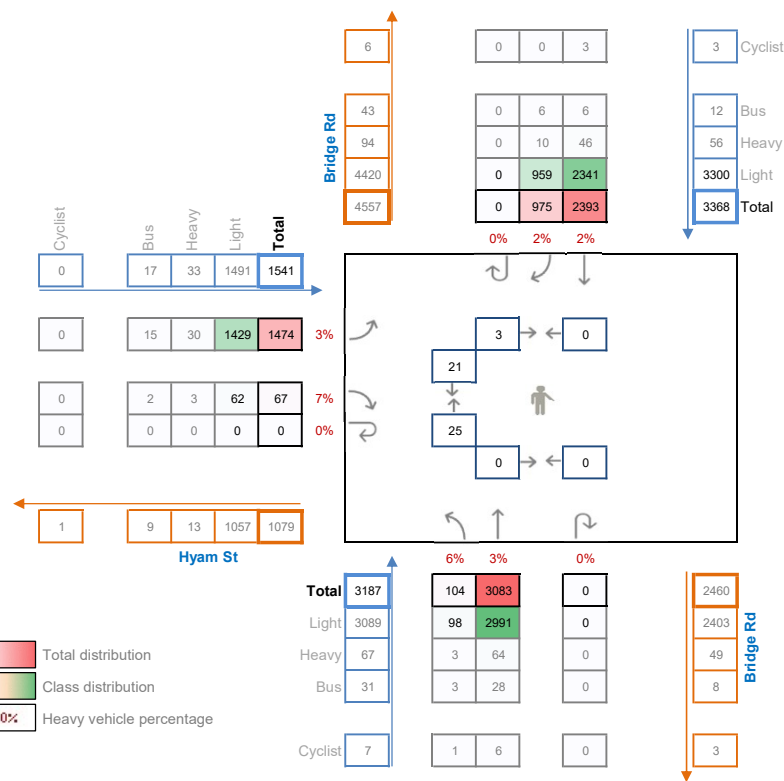 6 0 0 3 3 Cyclist
43 0 6 6 12 Bus
94 0 10 46 56 Heavy
4420 0 959 2341 3300 Light
4557 0 975 2393 3368 Total
Bridge Rd
0% 2% 2%
Cyclist Bus Heavy Light Total
0 17 33 1491 1541
0 15 30 1429 1474 3%
3 0
21
0 2 3 62 67 7%
0 0 0 0 0 0%
25
0 0
1 9 13 1057 1079
Hyam St
6% 3% 0%
Total 3187 104 3083 0 2460
Light 3089 98 2991 0 2403
Heavy 67 3 64 0 49
Bus 31 3 28 0 8
Cyclist 7 1 6 0 3
Bridge Rd
Total distribution
Class distribution
0% Heavy vehicle percentage